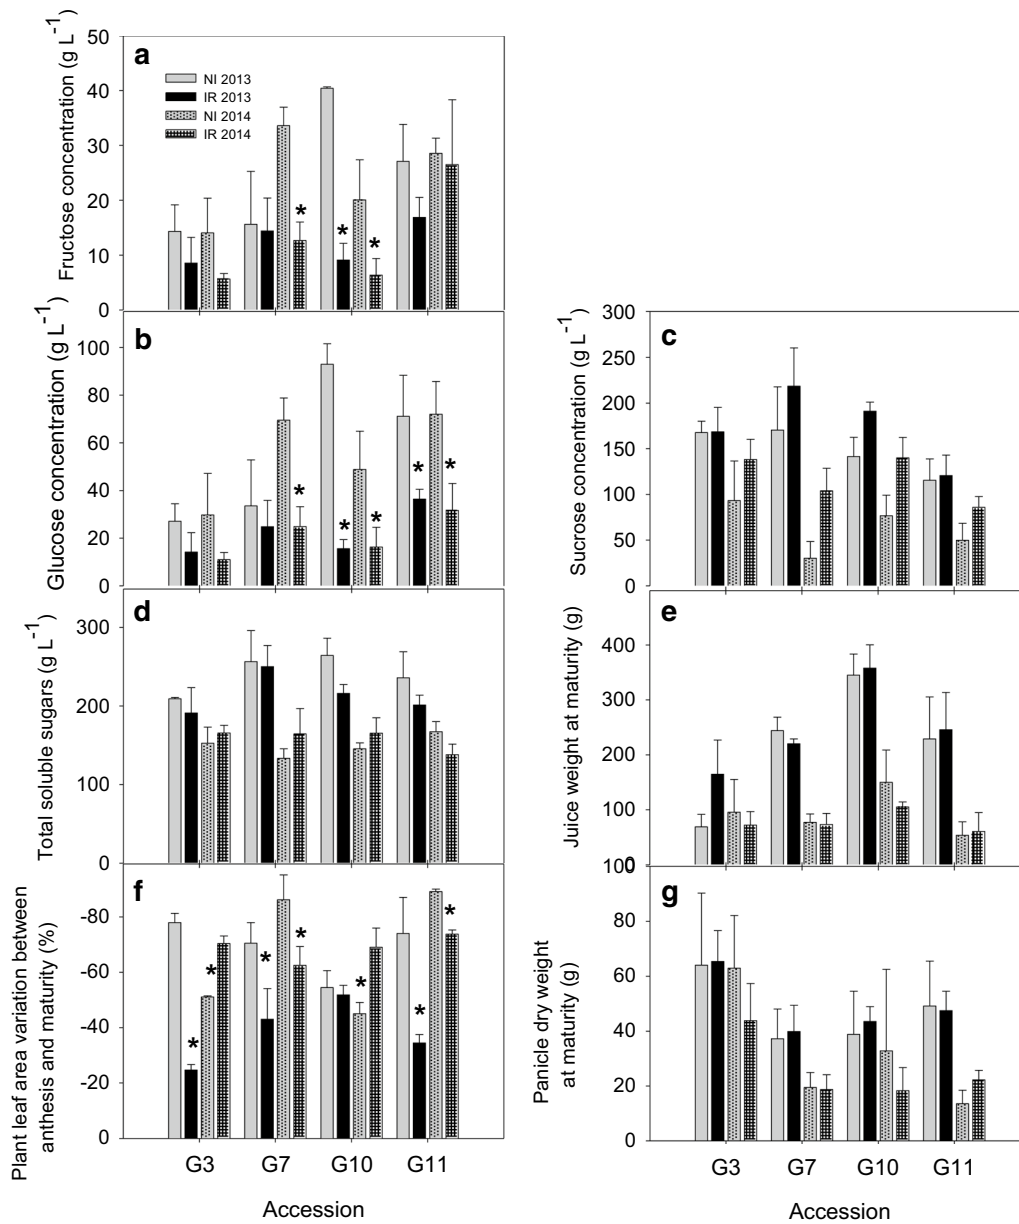 a
Fructose concentration (g L-1)
50
40
30
20
10
0
NI 2013
IR 2013
NI 2014
IR 2014
*
*
*
b
Glucose concentration (g L-1)
100
80
60
40
20
0
*
*
*
*
*
c
Sucrose concentration (g L-1)
300
250
200
150
100
50
0
d
Total soluble sugars (g L-1)
300
200
100
0
e
Juice weight at maturity (g)
400
300
200
100
0
f
Plant leaf area variation between
anthesis and maturity (%)
-80
-60
-40
-20
0
*
*
*
*
*
*
*
G3 G7 G10 G11
Accession
g
Panicle dry weight
at maturity (g)
100
80
60
40
20
0
G3 G7 G10 G11
Accession